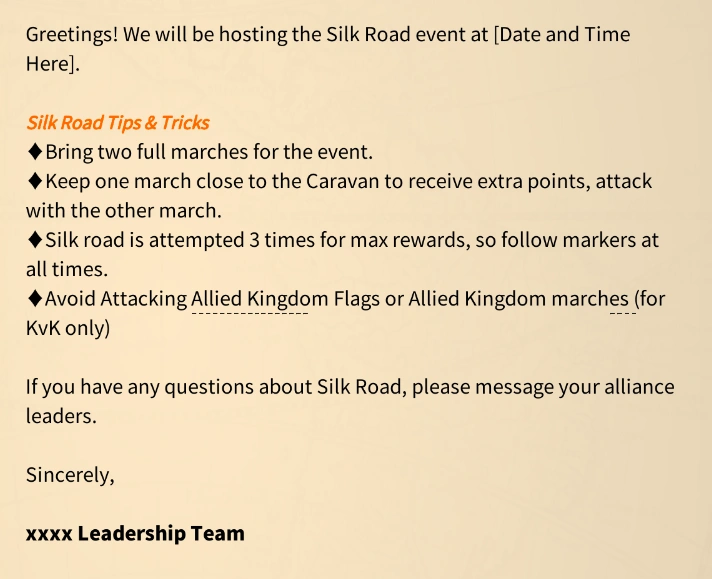 Greetings! We will be hosting the Silk Road event at [Date and Time
Here].
Silk Road Tips & Tricks
♦Bring two full marches for the event.
♦Keep one march close to the Caravan to receive extra points, attack
with the other march.
♦Silk road is attempted 3 times for max rewards, so follow markers at
all times.
♦Avoid Attacking Allied Kingdom Flags or Allied Kingdom marches (for
KvK only)
If you have any questions about Silk Road, please message your alliance
leaders.
Sincerely,
xxxx Leadership Team